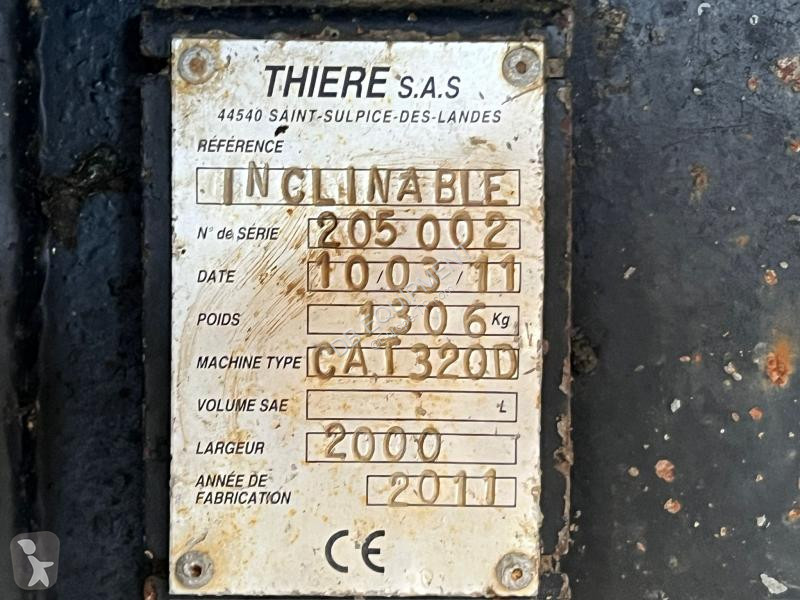 THIERE S.A.S
44540 SAINT-SULPICE-DES-LANDES
RÉFÉRENCE
INCLINABLE
N° de SÉRIE 205 002
DATE 10/03/11
POIDS 1306 Kg
MACHINE TYPE CAT320D
VOLUME SAE L
LARGEUR 2000
ANNÉE DE
FABRICATION 2011
CE